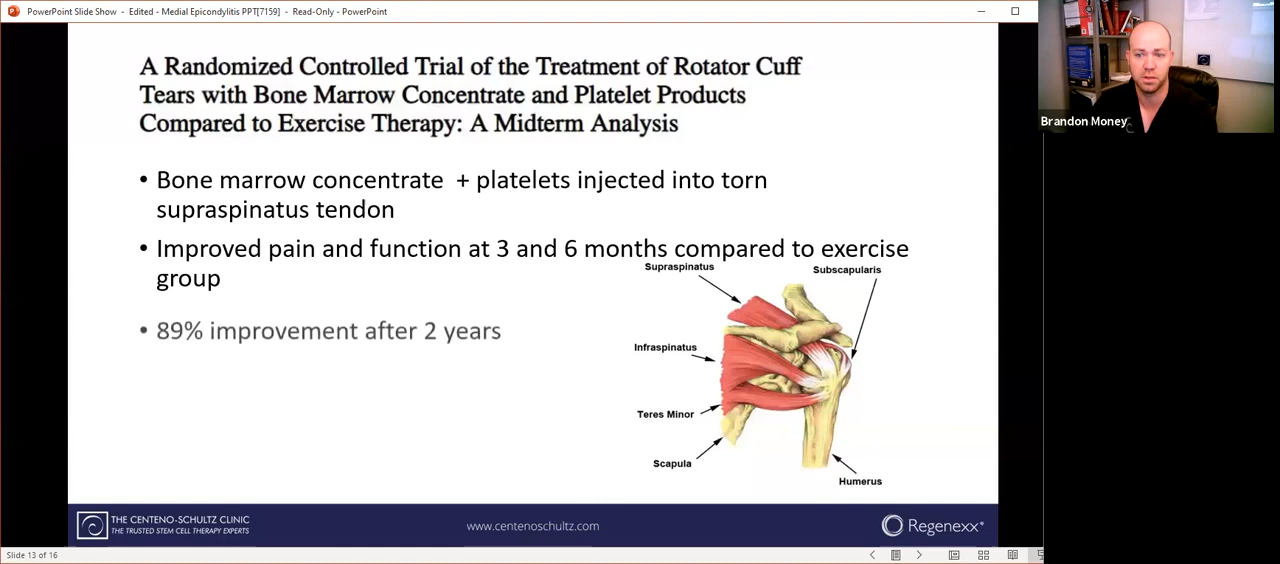 PowerPoint Slide Show - Edited - Medial Epicondylitis PPT[7159] - Read-Only - PowerPoint
A Randomized Controlled Trial of the Treatment of Rotator Cuff
Tears with Bone Marrow Concentrate and Platelet Products
Compared to Exercise Therapy: A Midterm Analysis
• Bone marrow concentrate + platelets injected into torn
supraspinatus tendon
• Improved pain and function at 3 and 6 months compared to exercise
group
• 89% improvement after 2 years
Supraspinatus
Subscapularis
Infraspinatus
Teres Minor
Scapula
Humerus
THE CENTENO-SCHULTZ CLINIC
THE TRUSTED STEM CELL THERAPY EXPERTS
www.centenoschultz.com
Regenexx
Slide 13 of 16
Brandon Money